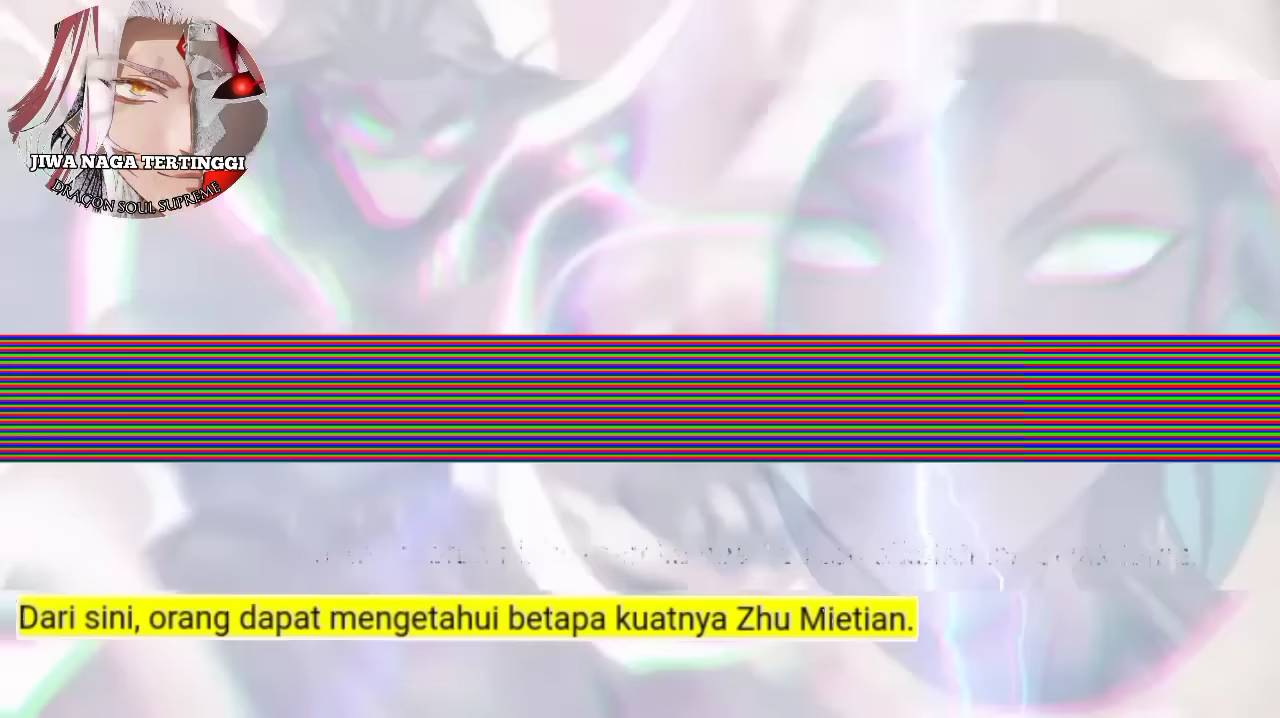 JIWA NAGA TERTINGGI
DRAGON SOUL SUPREME
Dari sini, orang dapat mengetahui betapa kuatnya Zhu Mietian.